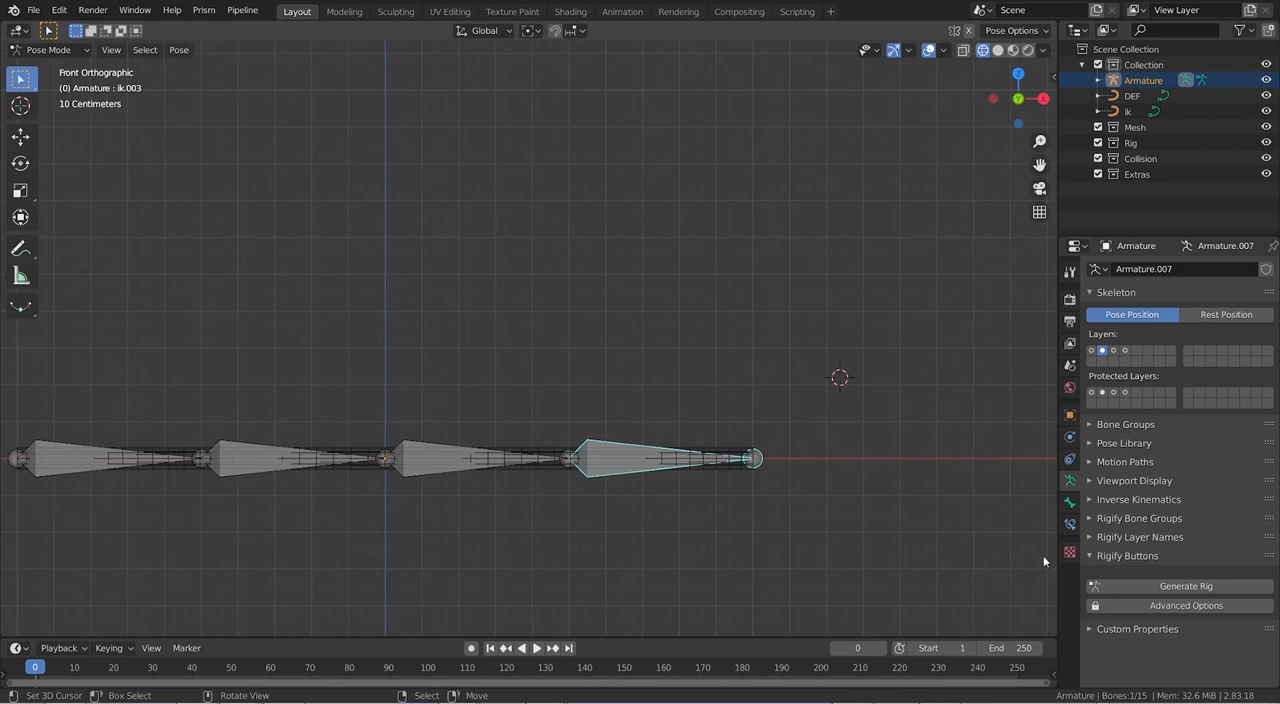 File Edit Render Window Help Prism Pipeline Layout Modeling Sculpting UV Editing Texture Paint Shading Animation Rendering Compositing Scripting + Scene View Layer
Global Pose Options
Pose Mode View Select Pose
Front Orthographic
(0) Armature : ik.003
10 Centimeters
Z
Y
X
Scene Collection
Collection
Armature
DEF
ik
Mesh
Rig
Collision
Extras
Armature Armature.007
Armature.007
Skeleton
Pose Position Rest Position
Layers:
Protected Layers:
Bone Groups
Pose Library
Motion Paths
Viewport Display
Inverse Kinematics
Rigify Bone Groups
Rigify Layer Names
Rigify Buttons
Generate Rig
Advanced Options
Custom Properties
Playback Keying View Marker 0 Start 1 End 250
0 10 20 30 40 50 60 70 80 90 100 110 120 130 140 150 160 170 180 190 200 210 220 230 240 250
Set 3D Cursor Box Select Rotate View Select Move Armature | Bones:1/15 | Mem: 32.6 MiB | 2.83.18